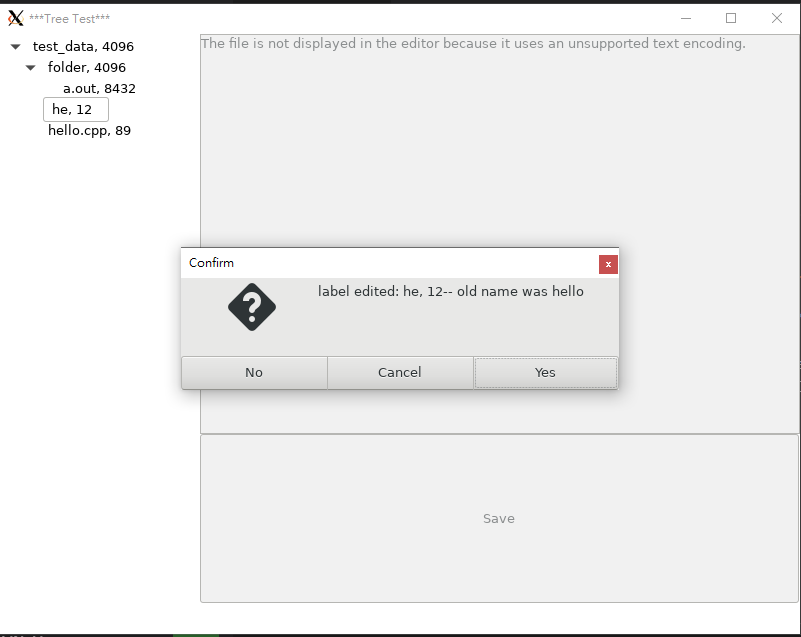 ***Tree Test***
test_data, 4096
folder, 4096
a.out, 8432
he, 12
hello.cpp, 89
The file is not displayed in the editor because it uses an unsupported text encoding.
Confirm
label edited: he, 12-- old name was hello
No
Cancel
Yes
Save